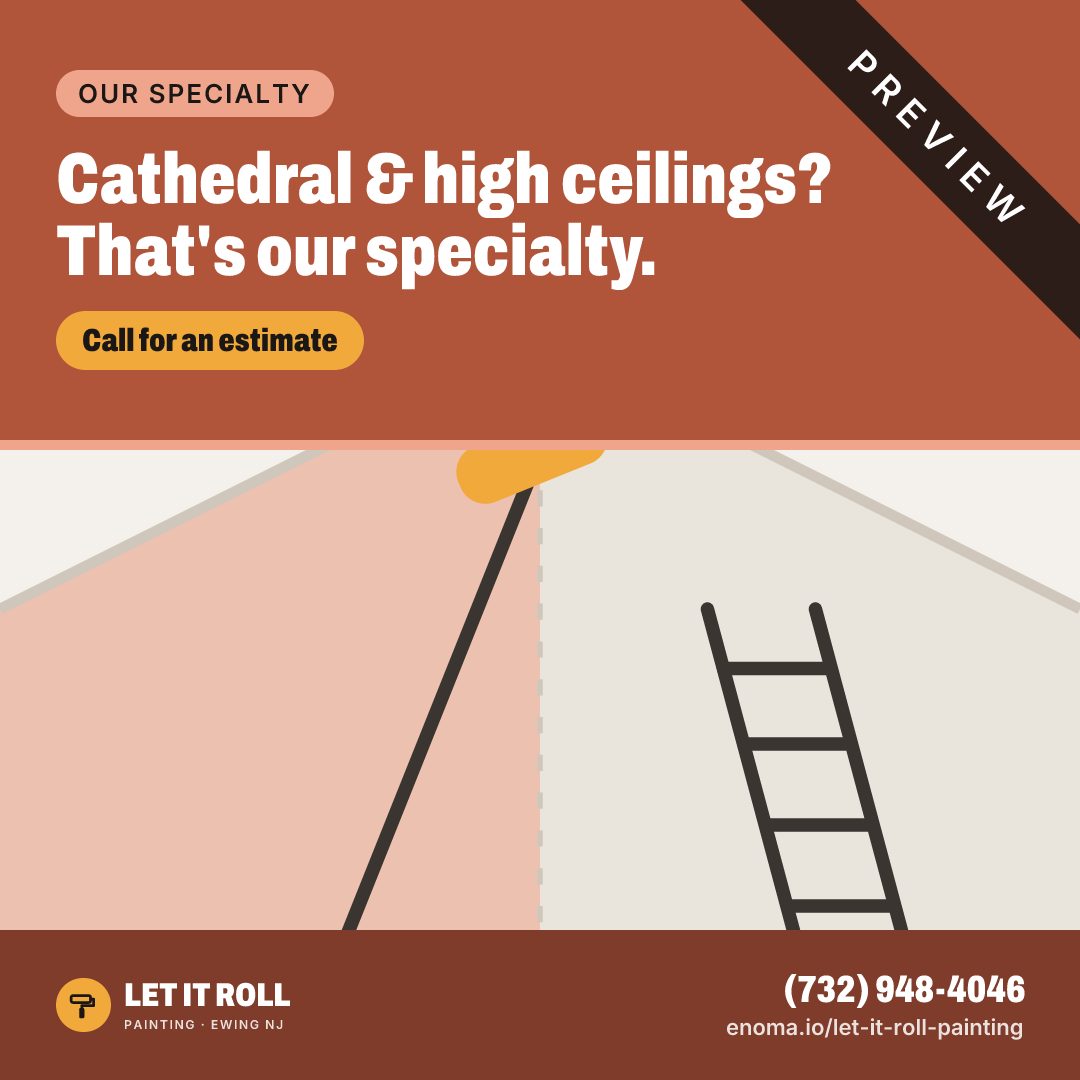 OUR SPECIALTY
PREVIEW
Cathedral & high ceilings?
That's our specialty.
Call for an estimate
LET IT ROLL
PAINTING · EWING NJ
(732) 948-4046
enoma.io/let-it-roll-painting